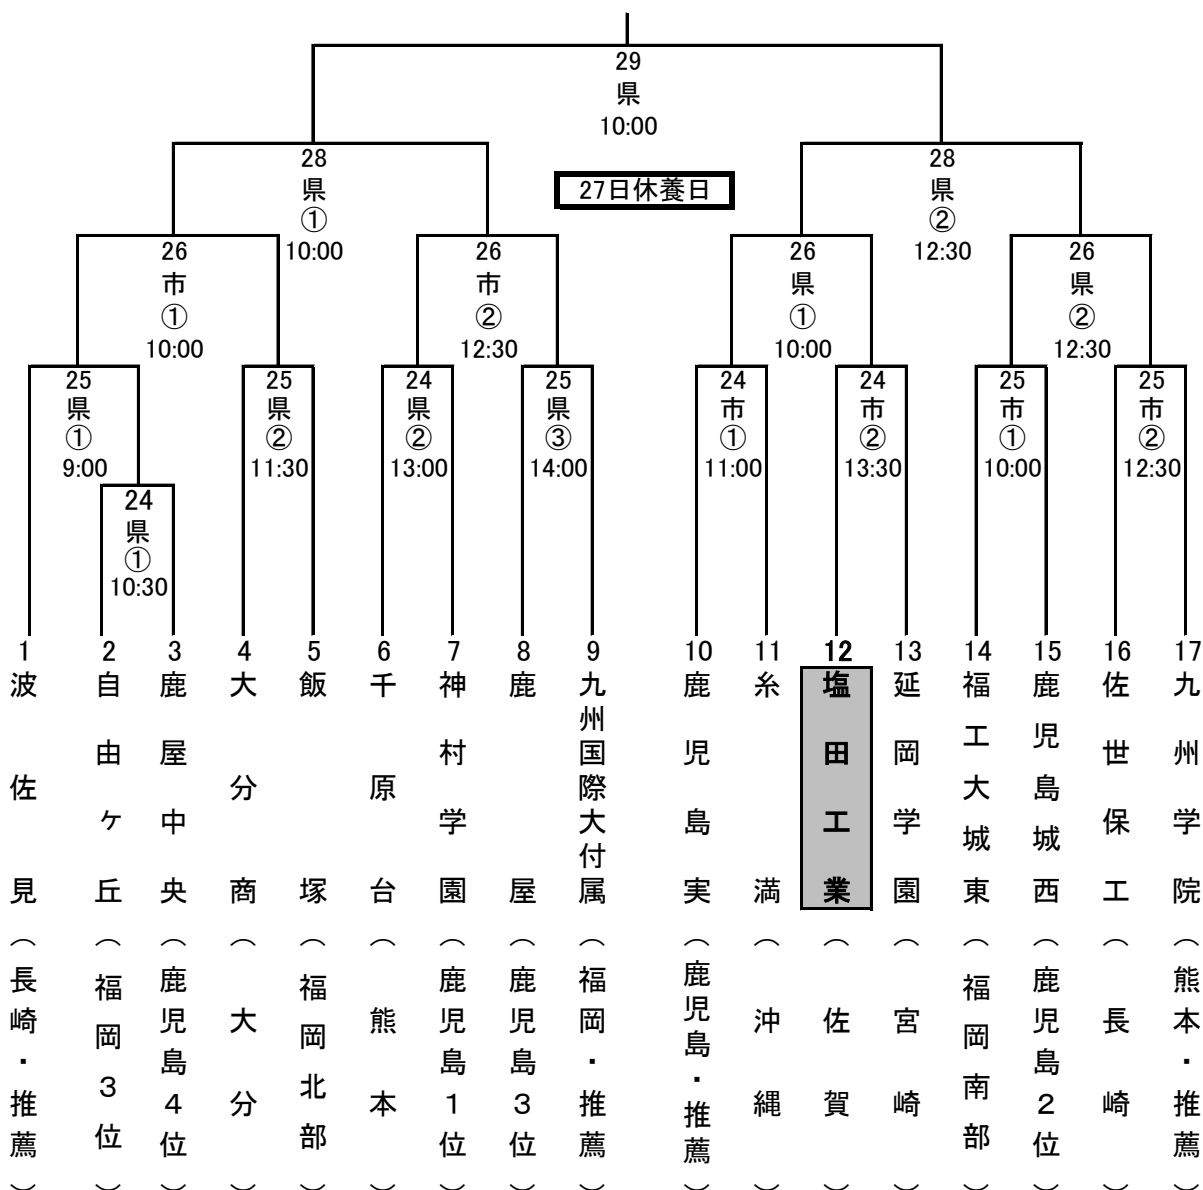 29
県
10:00
28
県
①
10:00
27日休養日
28
県
②
12:30
26
市
①
10:00
26
市
②
12:30
26
県
①
10:00
26
県
②
12:30
25
県
①
9:00
25
県
②
11:30
24
県
②
13:00
25
県
③
14:00
24
市
①
11:00
24
市
②
13:30
25
市
①
10:00
25
市
②
12:30
24
県
①
10:30
1
波佐見（長崎・推薦）
2
自由ケ丘（福岡3位）
3
鹿屋中央（鹿児島4位）
4
大分商（大分）
5
飯塚（福岡北部）
6
千原台（熊本）
7
神村学園（鹿児島1位）
8
鹿屋（鹿児島3位）
9
九州国際大付属（福岡・推薦）
10
鹿児島実（鹿児島・推薦）
11
糸満（沖縄）
12
塩田工業（佐賀）
13
延岡学園（宮崎）
14
福工大城東（福岡南部）
15
鹿児島城西（鹿児島2位）
16
佐世保工（長崎）
17
九州学院（熊本・推薦）